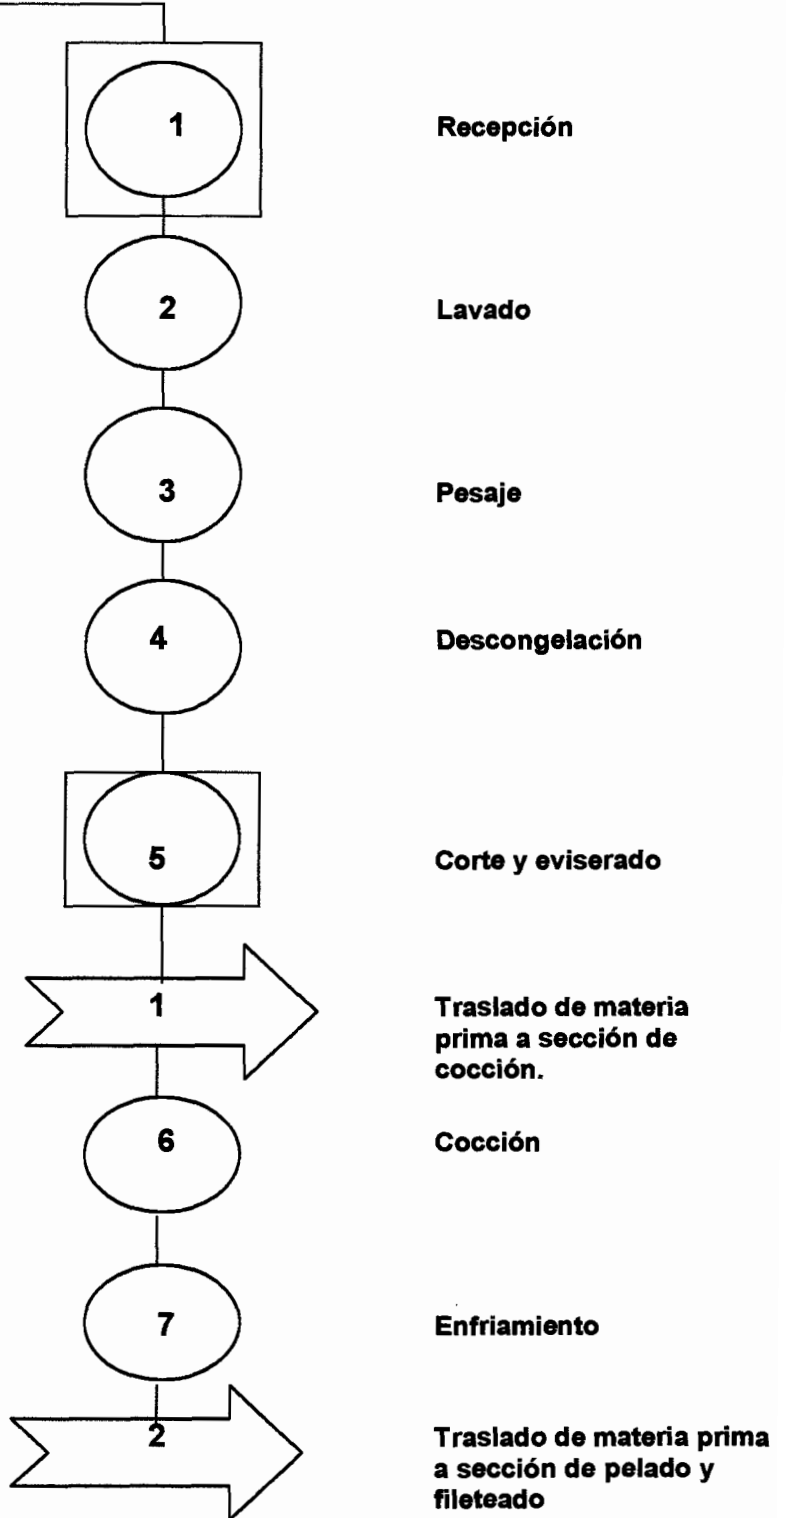 1 Recepción
2 Lavado
3 Pesaje
4 Descongelación
5 Corte y eviserado
1 Traslado de materia
prima a sección de
cocción.
6 Cocción
7 Enfriamiento
2 Traslado de materia prima
a sección de pelado y
fileteado